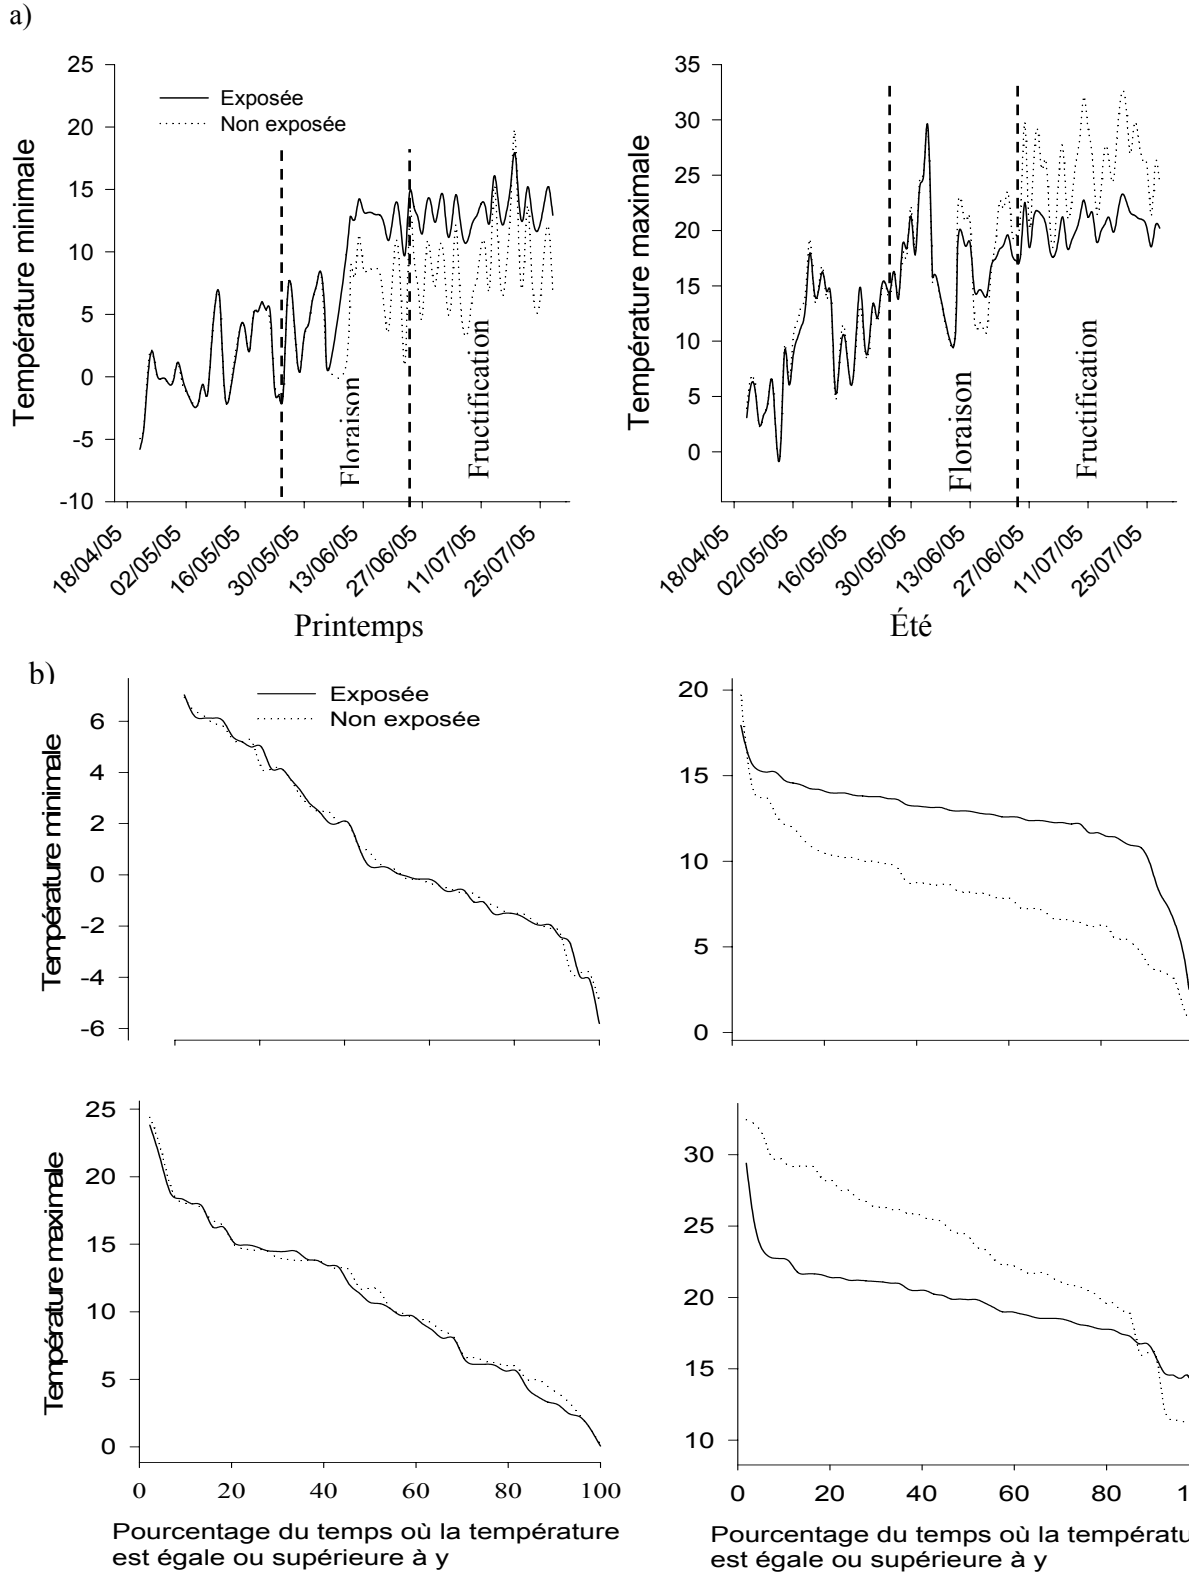 a)
Température minimale
25
20
15
10
5
0
-5
-10
Exposée
Non exposée
Floraison
Fructification
18/04/05
02/05/05
16/05/05
30/05/05
13/06/05
27/06/05
11/07/05
25/07/05
Printemps
Température maximale
35
30
25
20
15
10
5
0
Floraison
Fructification
18/04/05
02/05/05
16/05/05
30/05/05
13/06/05
27/06/05
11/07/05
25/07/05
Été
b)
Température minimale
6
4
2
0
-2
-4
-6
Exposée
Non exposée
20
15
10
5
0
Température maximale
25
20
15
10
5
0
0 20 40 60 80 100
Pourcentage du temps où la température
est égale ou supérieure à y
30
25
20
15
10
0 20 40 60 80 1
Pourcentage du temps où la températu
est égale ou supérieure à y